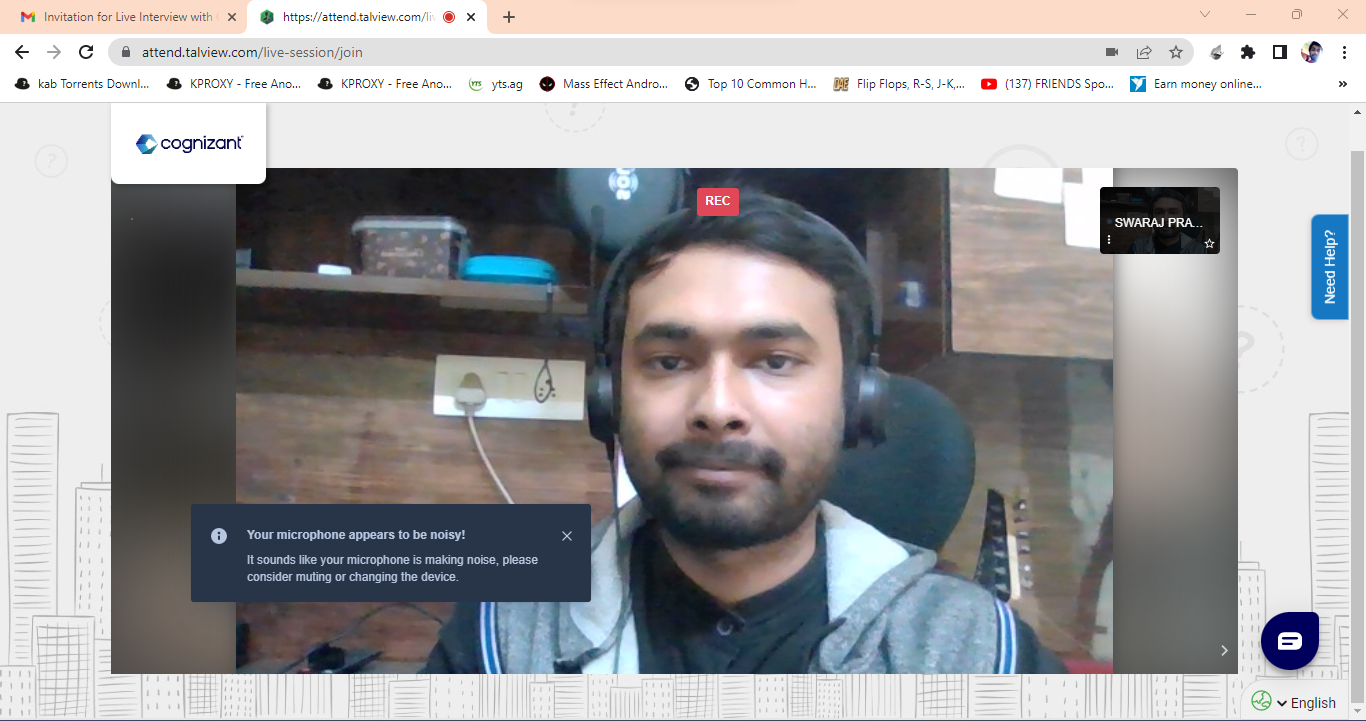 Invitation for Live Interview with
https://attend.talview.com/liv
attend.talview.com/live-session/join
kab Torrents Downl...
KPROXY - Free Ano...
KPROXY - Free Ano...
yts.ag
Mass Effect Andro...
Top 10 Common H...
Flip Flops, R-S, J-K,...
(137) FRIENDS Spo...
Earn money online...
»
cognizant
REC
SWARAJ PRA...
Need Help?
Your microphone appears to be noisy!
It sounds like your microphone is making noise, please
consider muting or changing the device.
English